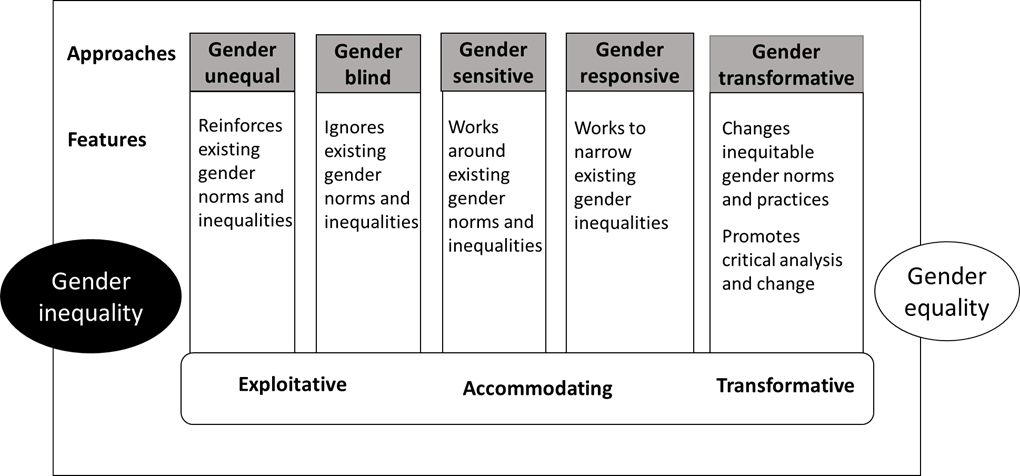 Approaches
Gender
unequal
Gender
blind
Gender
sensitive
Gender
responsive
Gender
transformative
Features
Reinforces
existing
gender
norms and
inequalities
Ignores
existing
gender
norms and
inequalities
Works
around
existing
gender
norms and
inequalities
Works to
narrow
existing
gender
inequalities
Changes
inequitable
gender norms
and practices
Promotes
critical analysis
and change
Gender
inequality
Gender
equality
Exploitative
Accommodating
Transformative